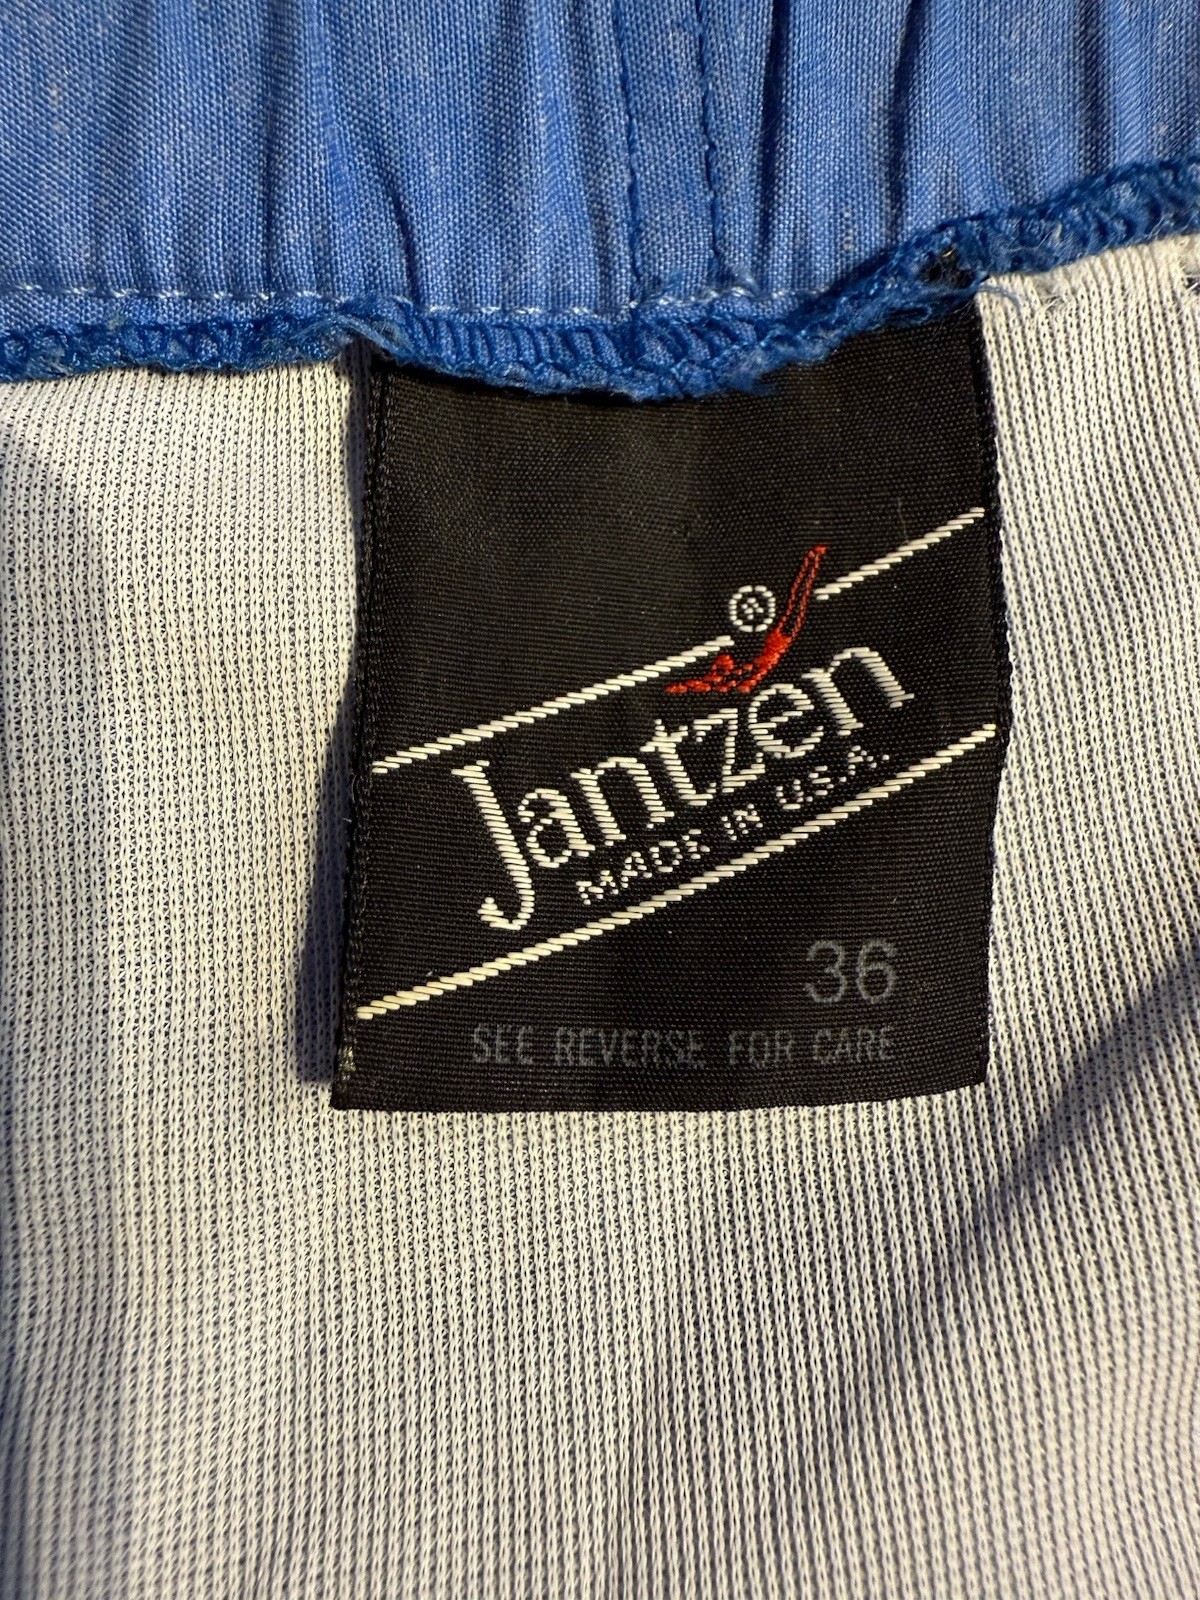 ®
Jantzen
MADE IN U.S.A.
36
SEE REVERSE FOR CARE